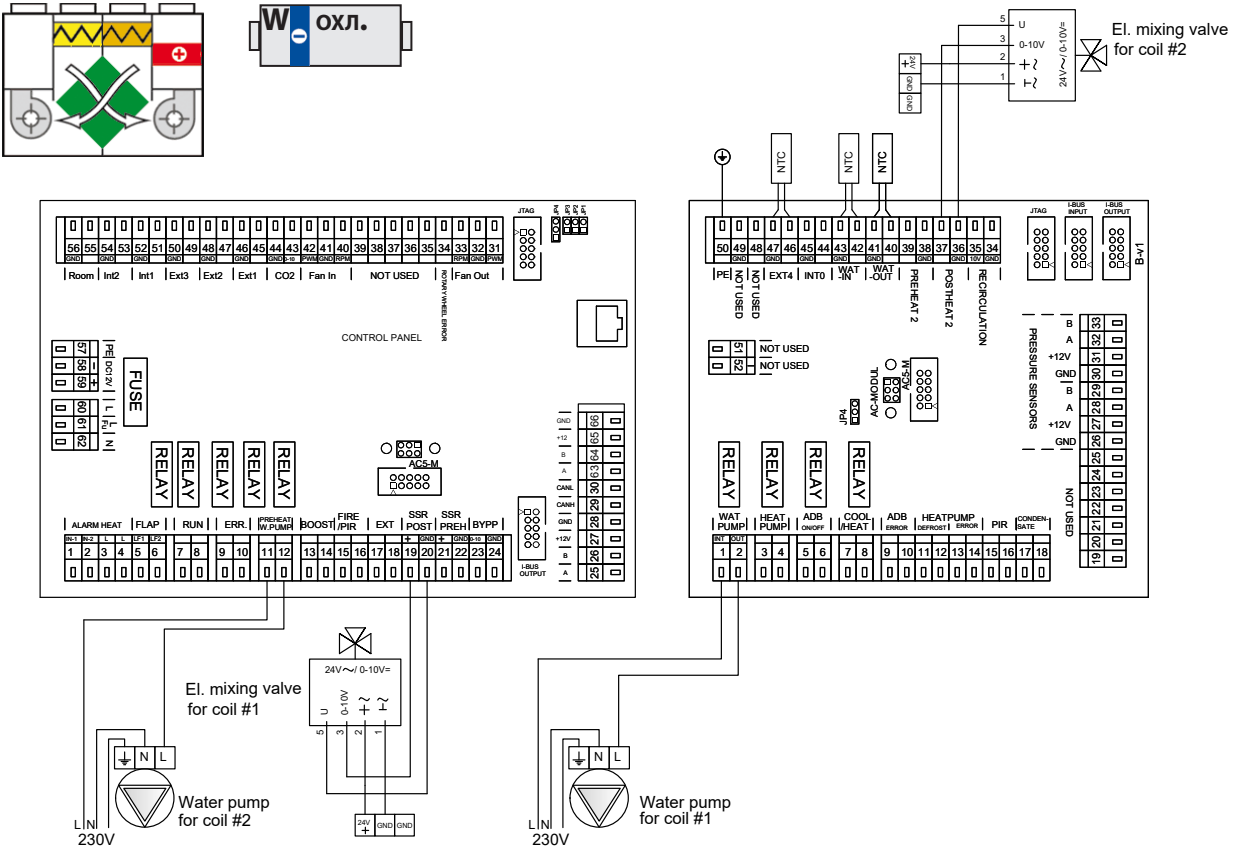 W ОХЛ.
5 U
3 0-10V
2 + ~
1 ⊢ ~
24V~/ 0-10V=
El. mixing valve
for coil #2
+ 24V
GND
GND
NTC NTC NTC
JP4 JP3 JP2 JP1
JTAG
56 55 54 53 52 51 50 49 48 47 46 45 44 43 42 41 40 39 38 37 36 35 34 33 32 31
GND GND GND GND GND GND GND 0-10 PWM GND RPM RPM GND PWM
Room Int2 Int1 Ext3 Ext2 Ext1 CO2 Fan In NOT USED ROTARY WHEEL ERROR Fan Out
CONTROL PANEL
57 58 59
PE DC12V - +
60 61 62
L Fu L N
FUSE
RELAY RELAY RELAY RELAY RELAY
AC5-M
GND 66
+12 65
B 64
A 63
CANL 30
CANH 29
GND 28
+12V 27
B 26
A 25
ALARM HEAT FLAP RUN ERR. PREHEAT W.PUMP BOOST FIRE /PIR EXT SSR POST SSR PREH BYPP
IN-1 IN-2 L L LF1 LF2 + GND + GND 0-10 GND
1 2 3 4 5 6 7 8 9 10 11 12 13 14 15 16 17 18 19 20 21 22 23 24
I-BUS
OUTPUT
50 49 48 47 46 45 44 43 42 41 40 39 38 37 36 35 34
GND GND GND GND GND GND 10V GND
PE NOT USED NOT USED EXT4 INT0 WAT -IN WAT -OUT PREHEAT 2 POSTHEAT 2 RECIRCULATION
JTAG
I-BUS
INPUT
I-BUS
OUTPUT
B-v1
51 NOT USED
52 NOT USED
AC-MODUL
AC5-M
JP4
PRESSURE SENSORS
B 33
A 32
+12V 31
GND 30
B 29
A 28
+12V 27
GND 26
25
24
23
22
21
20
19
NOT USED
RELAY RELAY RELAY RELAY
WAT PUMP HEAT PUMP ADB ON/OFF COOL /HEAT ADB ERROR HEATPUMP DEFROST ERROR PIR CONDEN- SBATE
INT OUT
1 2 3 4 5 6 7 8 9 10 11 12 13 14 15 16 17 18
El. mixing valve
for coil #1
24V~/ 0-10V=
U 0-10V + ~ ⊢ ~
5 3 2 1
24V + GND GND
N L
Water pump
for coil #2
L N
230V
N L
Water pump
for coil #1
L N
230V